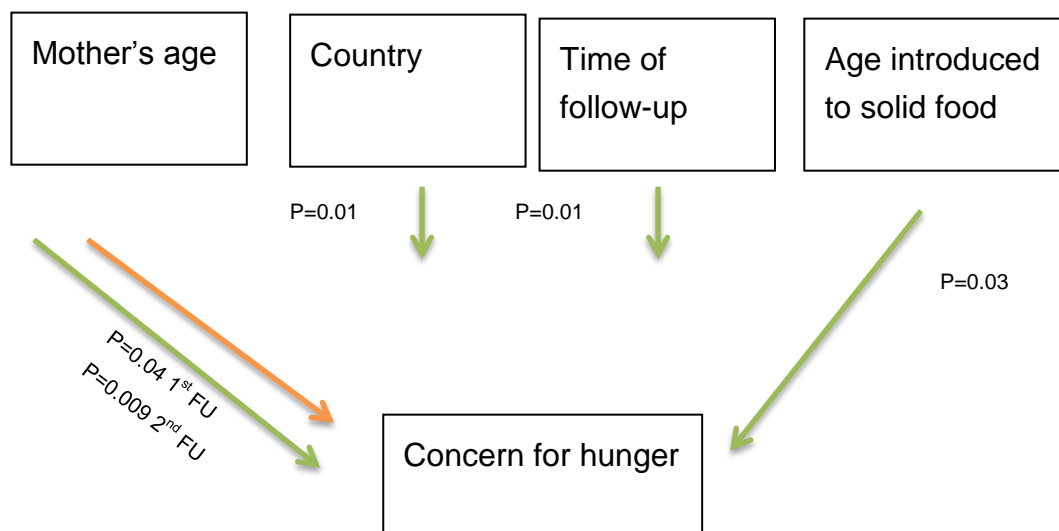 Mother’s age
Country
Time of
follow-up
Age introduced
to solid food
P=0.01
P=0.01
P=0.03
P=0.04 1st FU
P=0.009 2nd FU
Concern for hunger